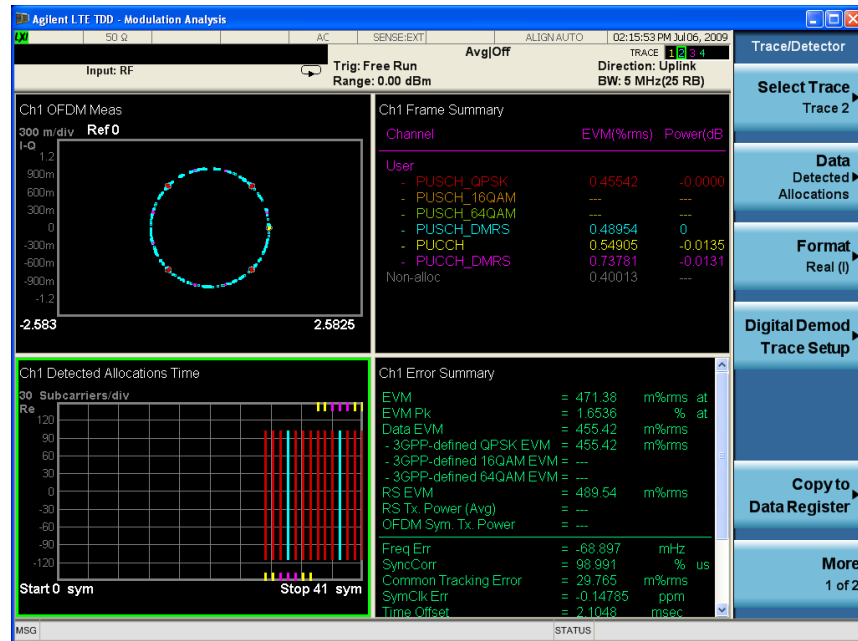 Agilent LTE TDD - Modulation Analysis
LXI 50 Ω AC SENSE:EXT ALIGN AUTO 02:15:53 PM Jul 06, 2009
Avg|Off TRACE 1 2 3 4
Input: RF Trig: Free Run Direction: Uplink
Range: 0.00 dBm BW: 5 MHz(25 RB)
Ch1 OFDM Meas
300 m/div Ref 0
I-Q
1.2
900m
600m
300m
0
-300m
-600m
-900m
-1.2
-2.583 2.5825
Ch1 Frame Summary
Channel EVM(%rms) Power(dB
User
- PUSCH_QPSK 0.45542 -0.0000
- PUSCH_16QAM --- ---
- PUSCH_64QAM --- ---
- PUSCH_DMRS 0.48954 0
- PUCCH 0.54905 -0.0135
- PUCCH_DMRS 0.73781 -0.0131
Non-alloc 0.40013 ---
Ch1 Detected Allocations Time
30 Subcarriers/div
Re
120
90
60
30
0
-30
-60
-90
-120
Start 0 sym Stop 41 sym
Ch1 Error Summary
EVM = 471.38 m%rms at
EVM Pk = 1.6536 % at
Data EVM = 455.42 m%rms
- 3GPP-defined QPSK EVM = 455.42 m%rms
- 3GPP-defined 16QAM EVM = ---
- 3GPP-defined 64QAM EVM = ---
RS EVM = 489.54 m%rms
RS Tx. Power (Avg) = ---
OFDM Sym. Tx. Power = ---
Freq Err = -68.897 mHz
SyncCorr = 98.991 % us
Common Tracking Error = 29.765 m%rms
SymClk Err = -0.14785 ppm
Time Offset = 2.1048 msec
Trace/Detector
Select Trace
Trace 2
Data
Detected
Allocations
Format
Real (I)
Digital Demod
Trace Setup
Copy to
Data Register
More
1 of 2
MSG STATUS